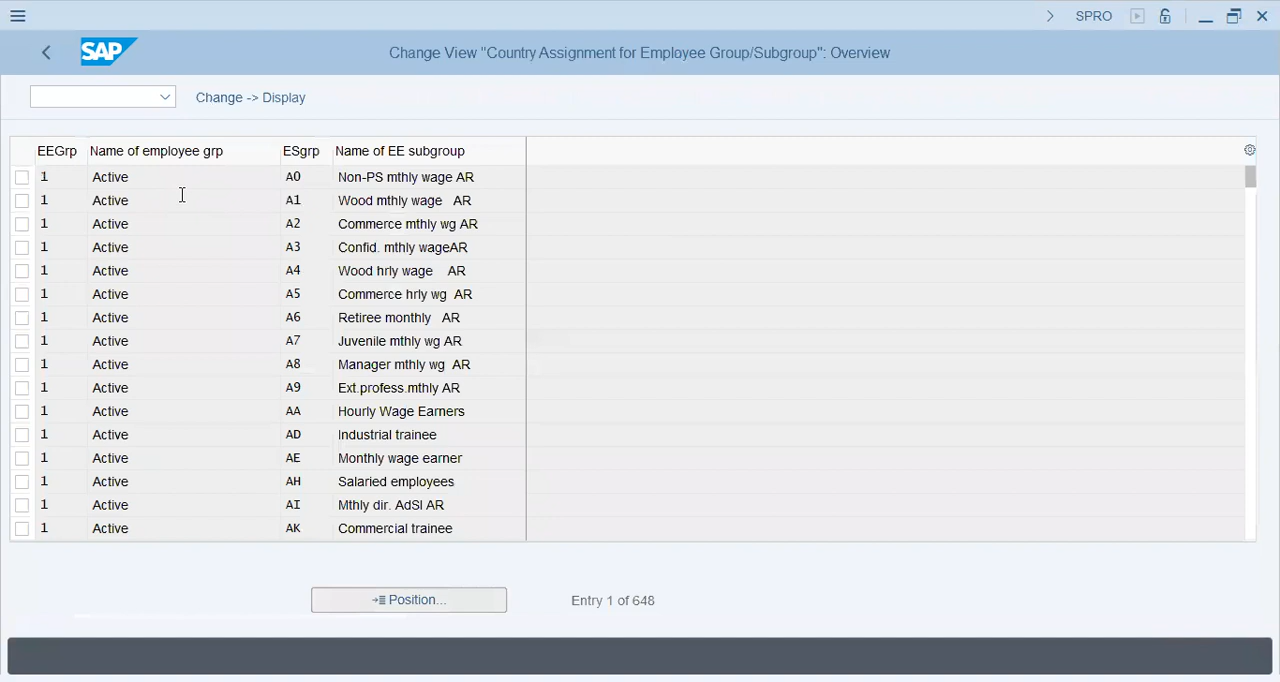 SPRO
SAP
Change View "Country Assignment for Employee Group/Subgroup": Overview
Change -> Display
EEGrp Name of employee grp ESgrp Name of EE subgroup
1 Active A0 Non-PS mthly wage AR
1 Active A1 Wood mthly wage AR
1 Active A2 Commerce mthly wg AR
1 Active A3 Confid. mthly wageAR
1 Active A4 Wood hrly wage AR
1 Active A5 Commerce hrly wg AR
1 Active A6 Retiree monthly AR
1 Active A7 Juvenile mthly wg AR
1 Active A8 Manager mthly wg AR
1 Active A9 Ext.profess.mthly AR
1 Active AA Hourly Wage Earners
1 Active AD Industrial trainee
1 Active AE Monthly wage earner
1 Active AH Salaried employees
1 Active AI Mthly dir. AdSI AR
1 Active AK Commercial trainee
Position... Entry 1 of 648